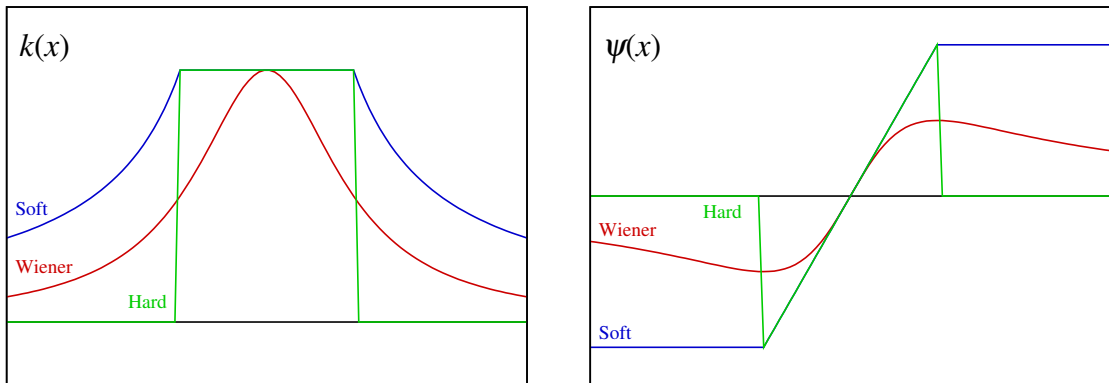 k(x)
Soft
Wiener
Hard
ψ(x)
Hard
Wiener
Soft